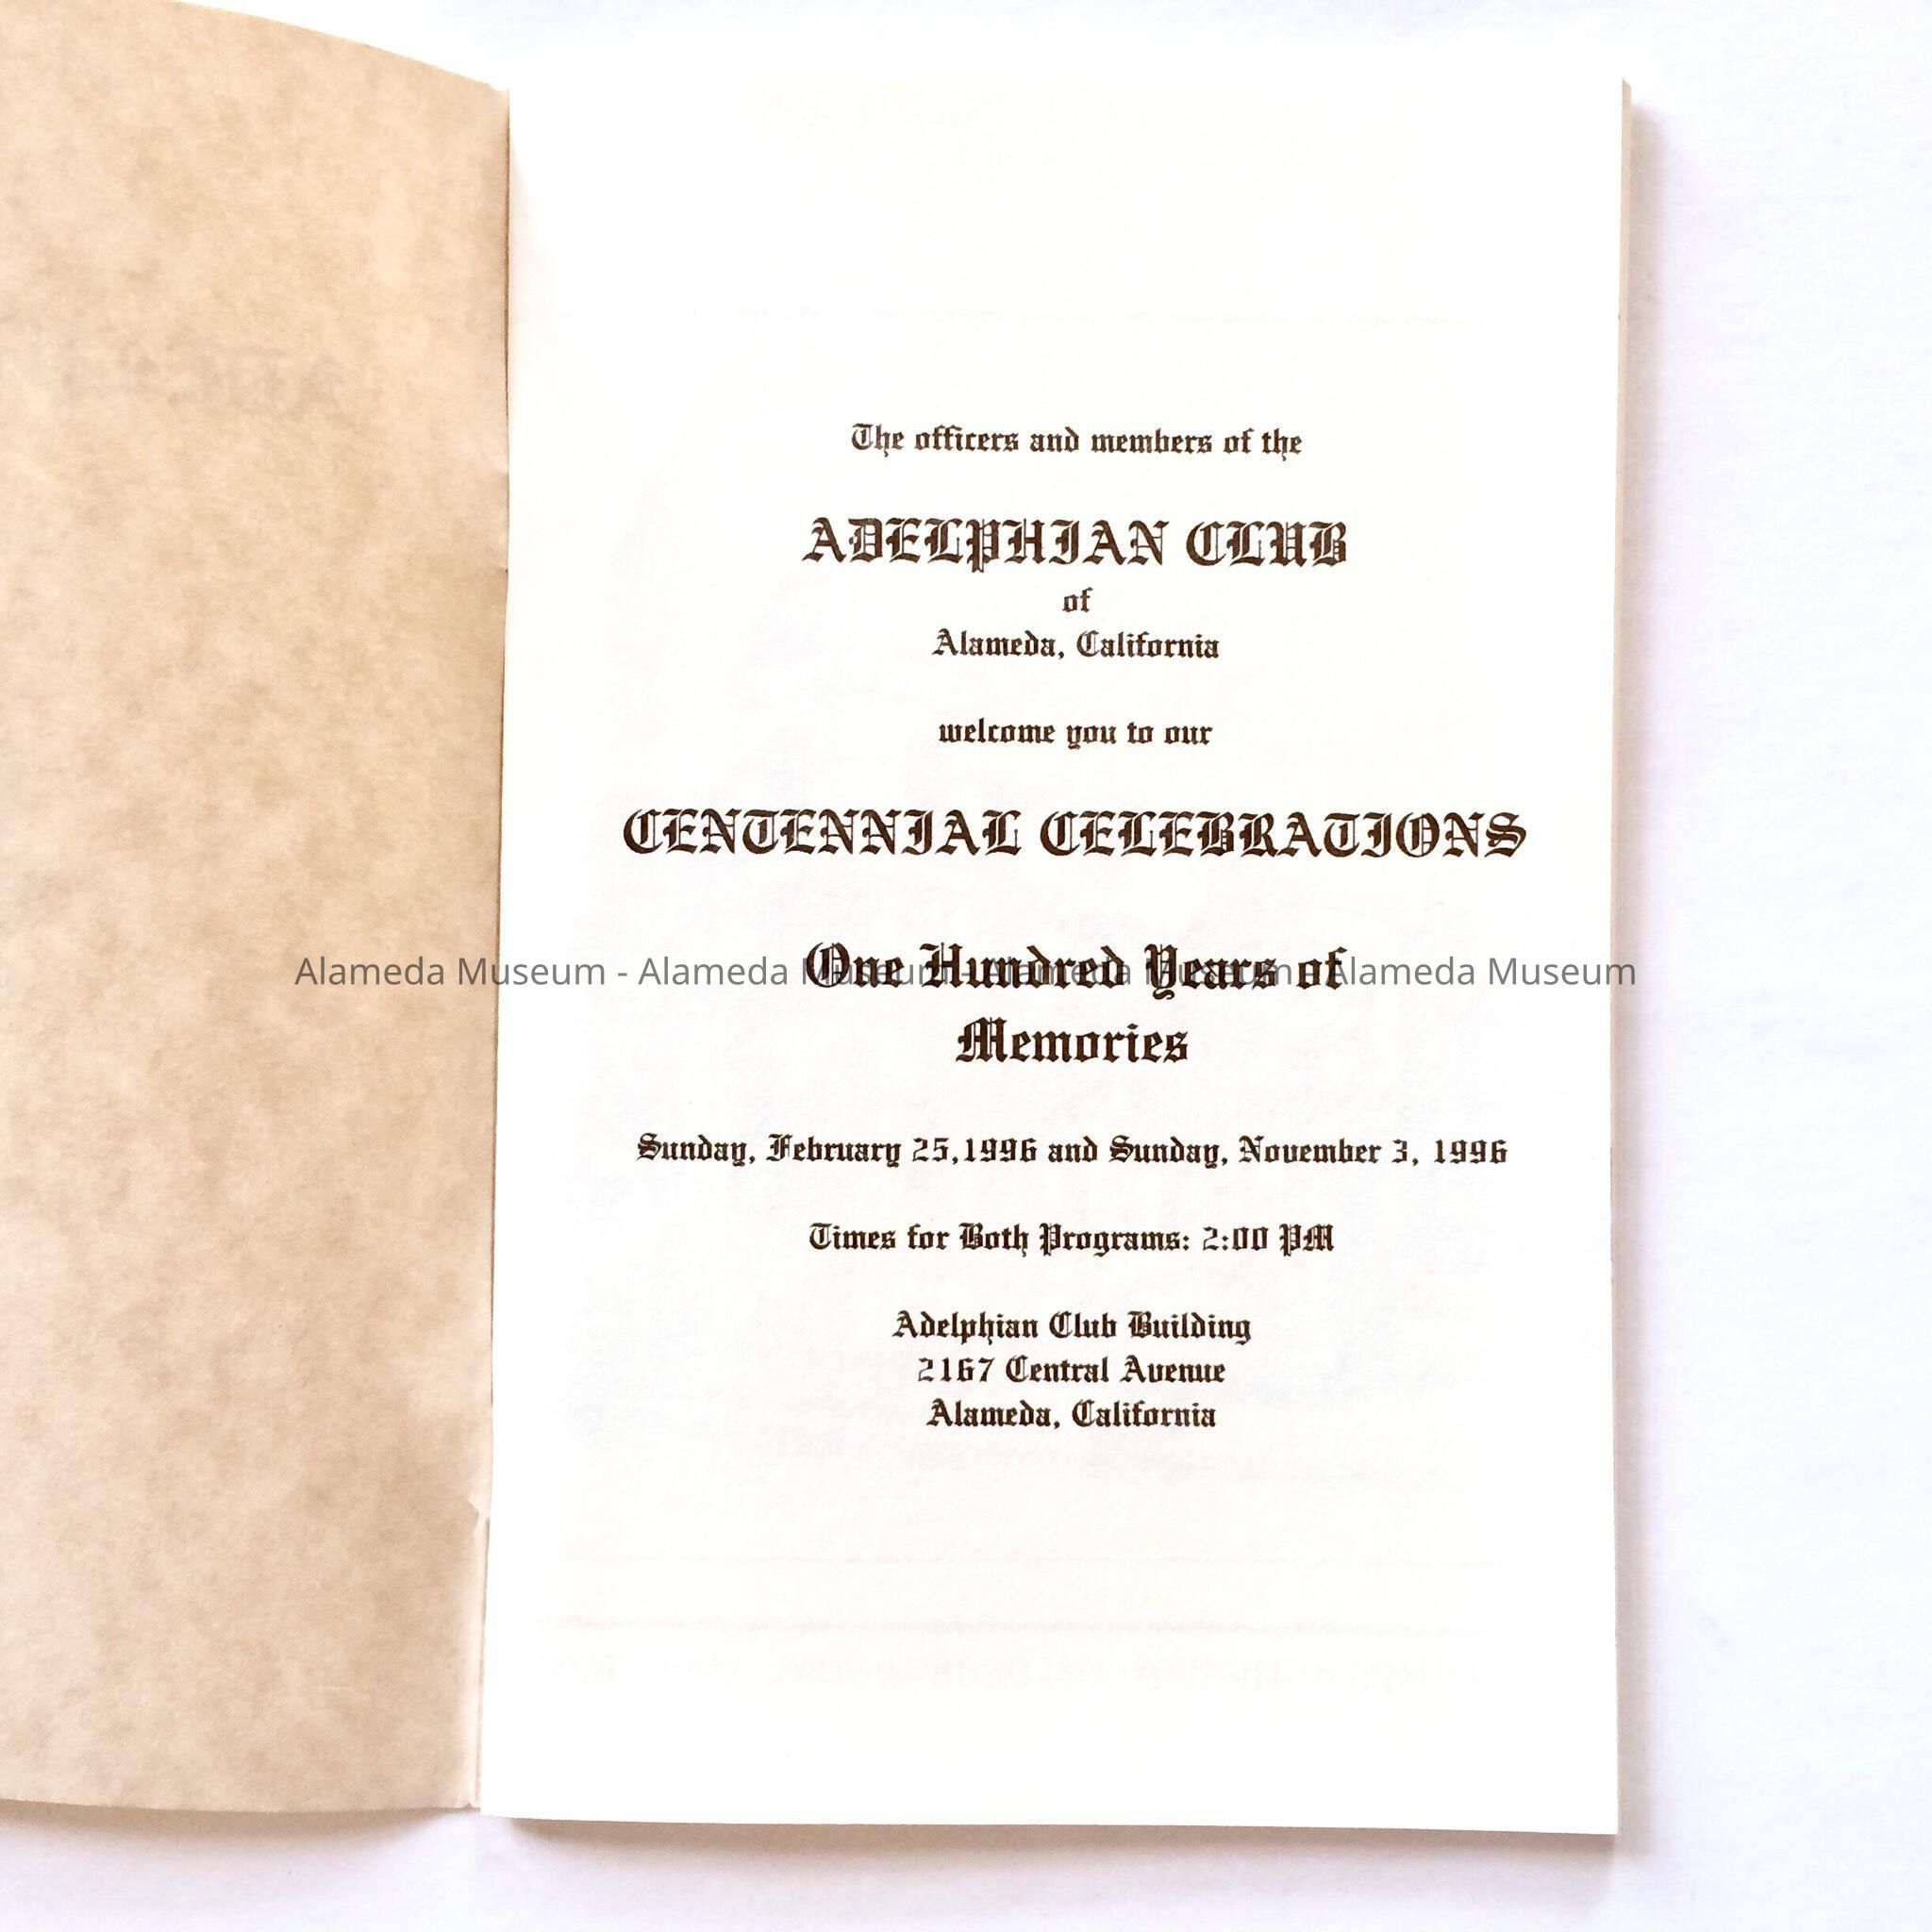 The officers and members of the
ADELPHIAN CLUB
of
Alameda, California
welcome you to our
CENTENNIAL CELEBRATIONS
One Hundred Years of
Memories
Alameda Museum - Alameda Museum - Alameda Museum - Alameda Museum
Sunday, February 25,1996 and Sunday, November 3, 1996
Times for Both Programs: 2:00 PM
Adelphian Club Building
2167 Central Avenue
Alameda, California